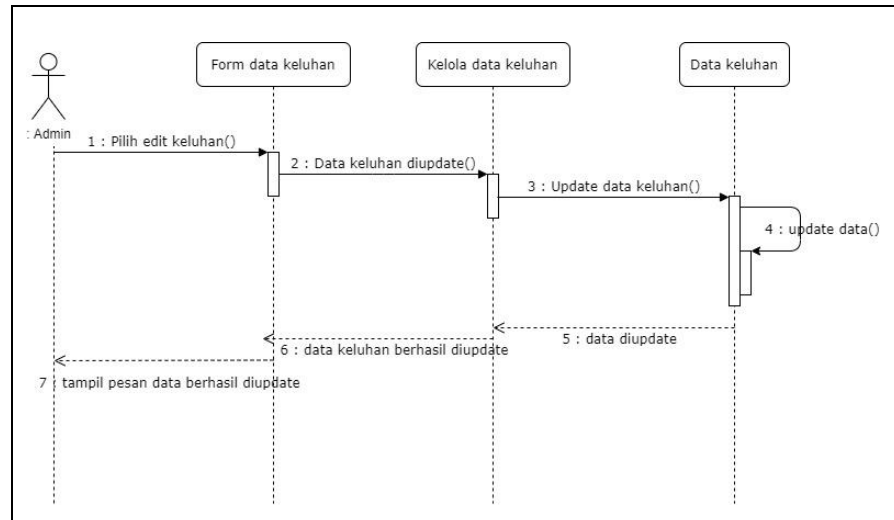 Form data keluhan
Kelola data keluhan
Data keluhan
: Admin
1 : Pilih edit keluhan()
2 : Data keluhan diupdate()
3 : Update data keluhan()
4 : update data()
5 : data diupdate
6 : data keluhan berhasil diupdate
7 : tampil pesan data berhasil diupdate